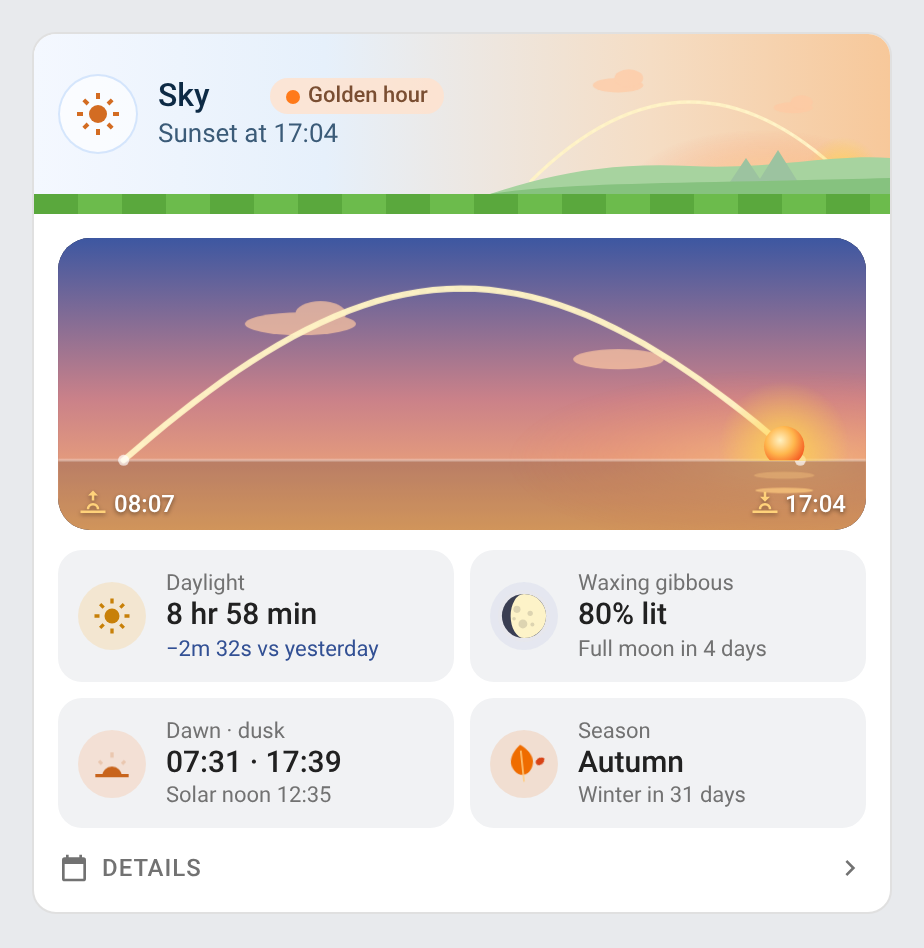 Sky
Golden hour
Sunset at 17:04
08:07
17:04
Daylight
8 hr 58 min
−2m 32s vs yesterday
Waxing gibbous
80% lit
Full moon in 4 days
Dawn · dusk
07:31 · 17:39
Solar noon 12:35
Season
Autumn
Winter in 31 days
DETAILS